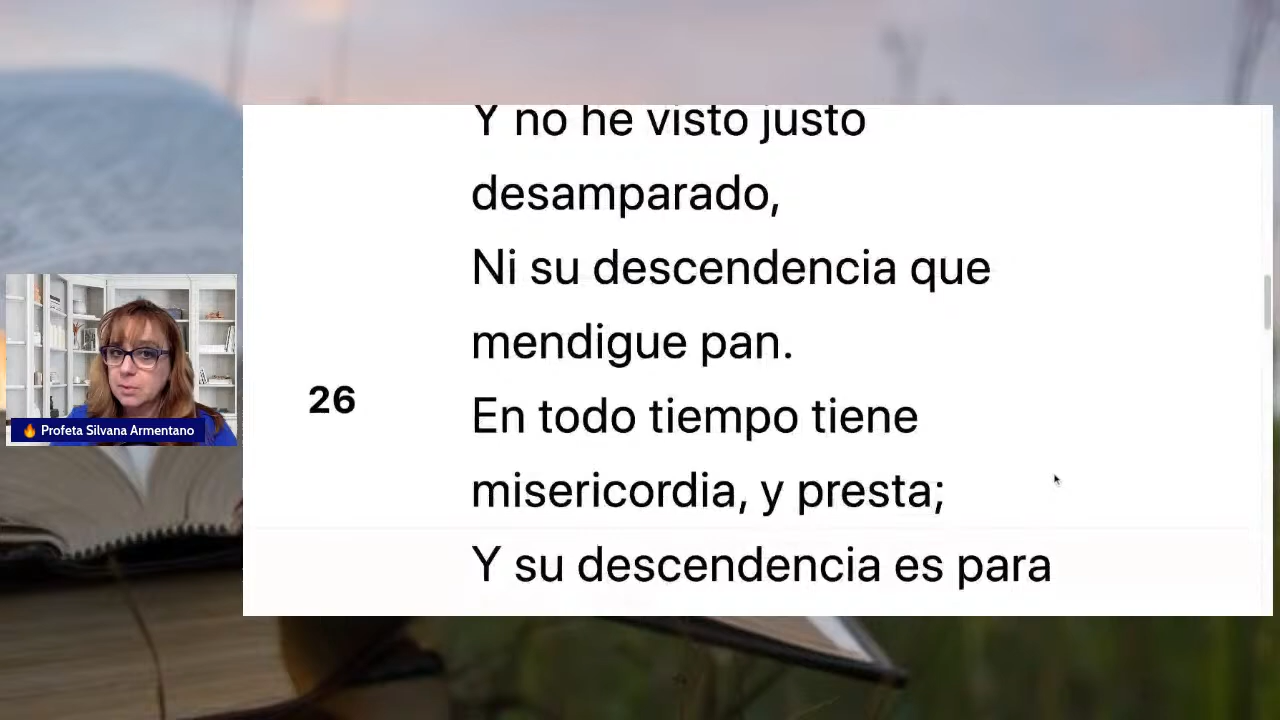 Y no he visto justo
desamparado,
Ni su descendencia que
mendigue pan.
26
En todo tiempo tiene
misericordia, y presta;
Y su descendencia es para
🔥 Profeta Silvana Armentano